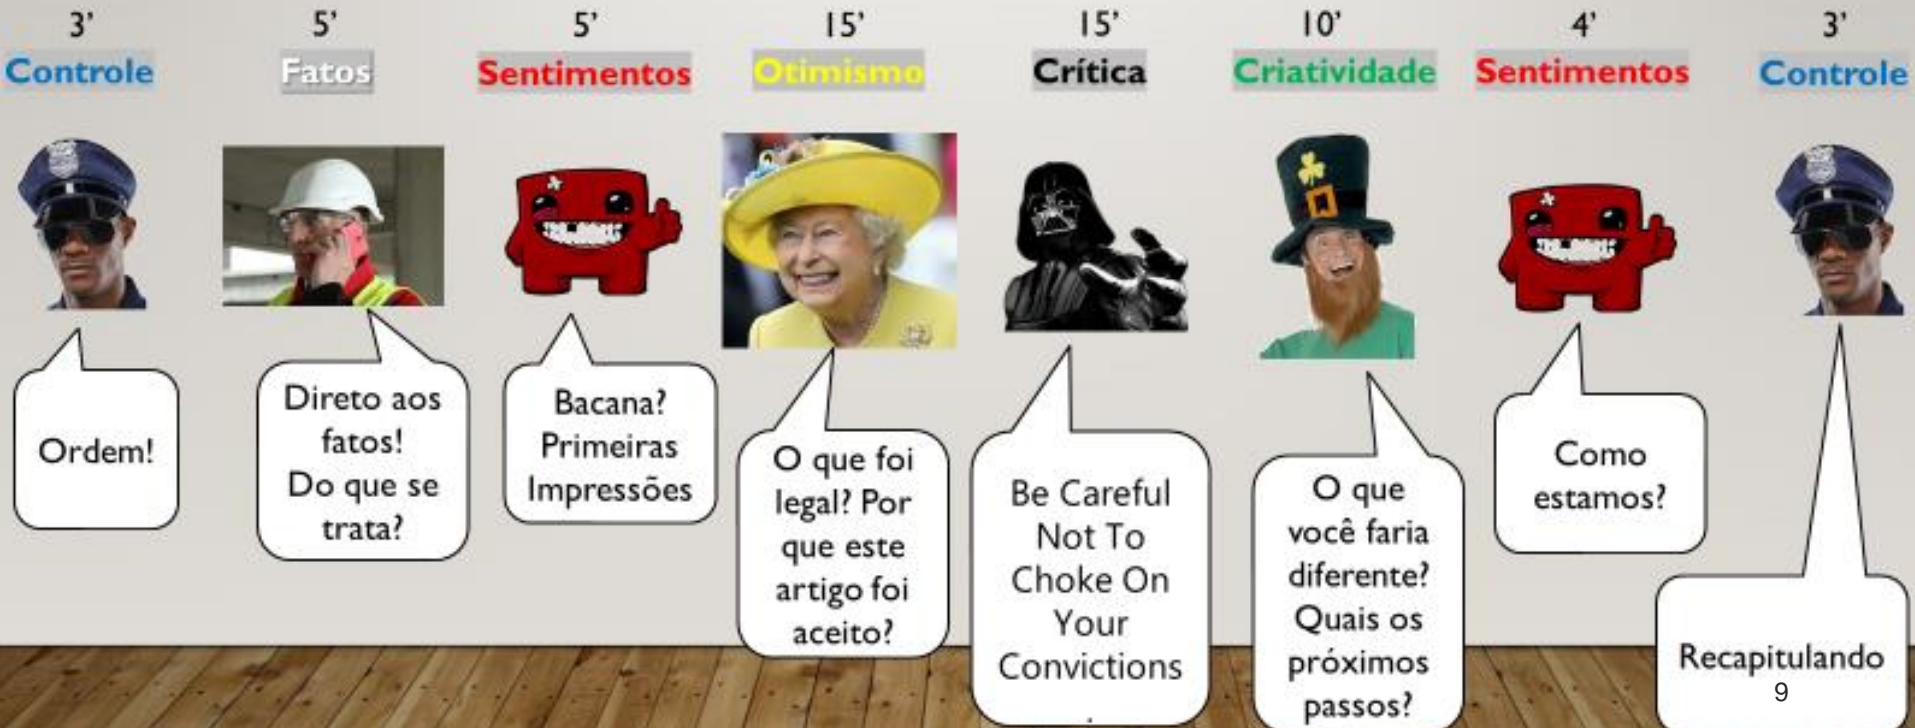 3’
5’
5’
15’
15’
10’
4’
3’
Controle
Fatos
Sentimentos
Otimismo
Crítica
Criatividade
Sentimentos
Controle
Ordem!
Direto aos
fatos!
Do que se
trata?
Bacana?
Primeiras
Impressões
O que foi
legal? Por
que este
artigo foi
aceito?
Be Careful
Not To
Choke On
Your
Convictions
.
O que
você faria
diferente?
Quais os
próximos
passos?
Como
estamos?
Recapitulando
9